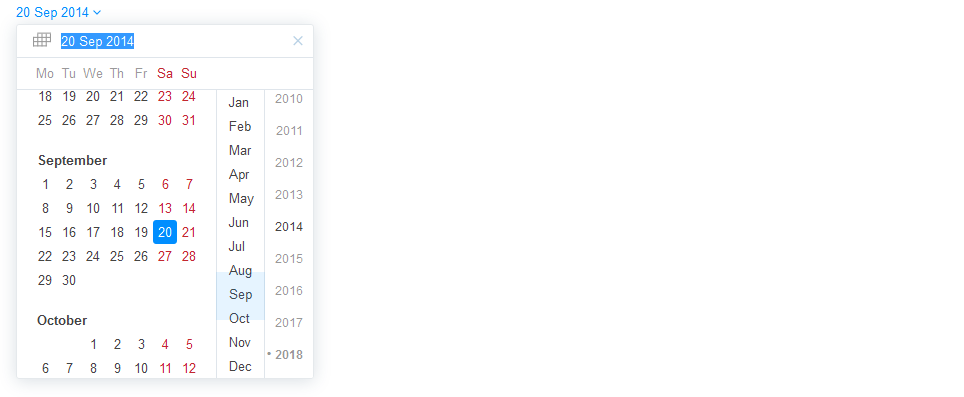 20 Sep 2014
20 Sep 2014
Mo Tu We Th Fr Sa Su
18 19 20 21 22 23 24
25 26 27 28 29 30 31
September
1 2 3 4 5 6 7
8 9 10 11 12 13 14
15 16 17 18 19 20 21
22 23 24 25 26 27 28
29 30
October
1 2 3 4 5
6 7 8 9 10 11 12
Jan
Feb
Mar
Apr
May
Jun
Jul
Aug
Sep
Oct
Nov
Dec
2010
2011
2012
2013
2014
2015
2016
2017
2018